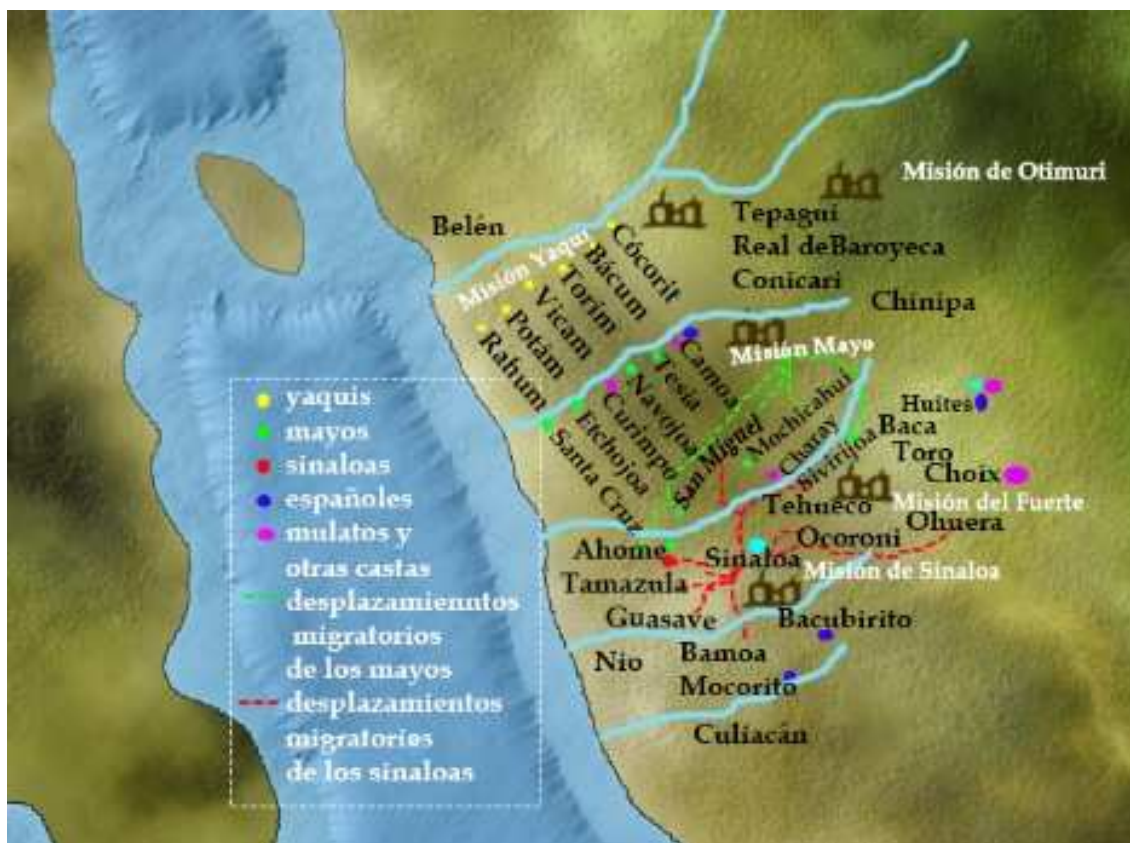 Misión de Otimuri
Belén
Tepagui
Real deBaroyeca
Conicari
Misión Yaqui
Cócorit
Bácum
Torím
Vicam
Potám
Rahum
Chinipa
Misión Mayo
Camoa
Tesia
Navojoa
Curimpo
Etchojoa
Santa Cruz
San Miguel
Mochicahui
Charay
Sivirijoa
Huites
Baca
Toro
Choix
Tehueco
Misión del Fuerte
Ohuera
Ocoroni
Ahome
Sinaloa
Misión de Sinaloa
Tamazula
Guasave
Bacubirito
Nio
Bamoa
Mocorito
Culiacán
yaquis
mayos
sinaloas
españoles
mulatos y
otras castas
desplazamienntos
migratorios
de los mayos
desplazamientos
migratorios
de los sinaloas